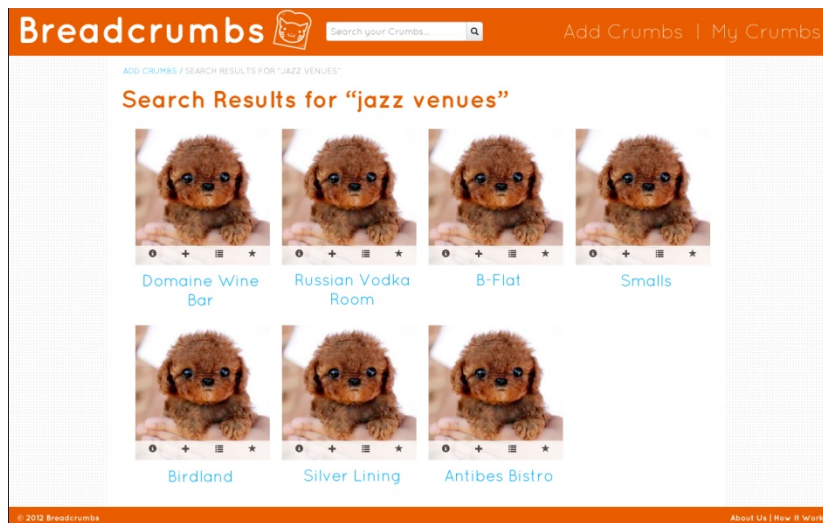 Breadcrumbs
Search your Crumbs...
Add Crumbs | My Crumbs
ADD CRUMBS / SEARCH RESULTS FOR "JAZZ VENUES"
Search Results for “jazz venues”
Domaine Wine
Bar
Russian Vodka
Room
B-Flat
Smalls
Birdland
Silver Lining
Antibes Bistro
© 2012 Breadcrumbs
About Us | How It Work